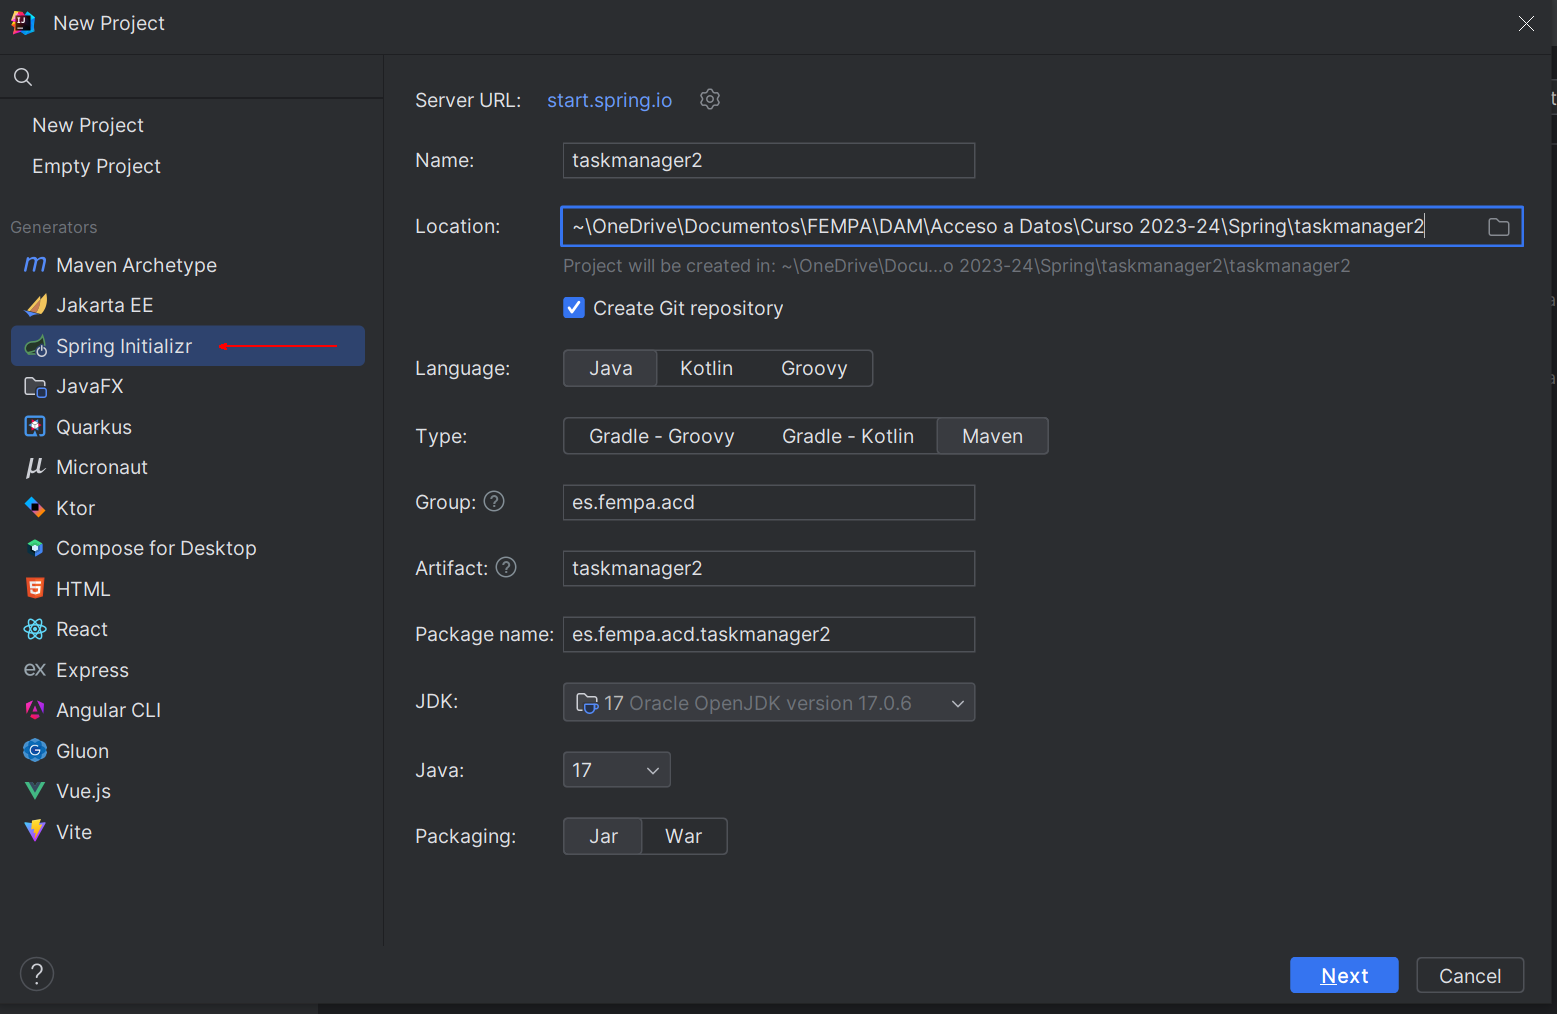 New Project
New Project
Empty Project
Generators
Maven Archetype
Jakarta EE
Spring Initializr
JavaFX
Quarkus
Micronaut
Ktor
Compose for Desktop
HTML
React
ex Express
Angular CLI
Gluon
Vue.js
Vite
Server URL: start.spring.io
Name: taskmanager2
Location: ~\OneDrive\Documentos\FEMPA\DAM\Acceso a Datos\Curso 2023-24\Spring\taskmanager2
Project will be created in: ~\OneDrive\Docu...o 2023-24\Spring\taskmanager2\taskmanager2
Create Git repository
Language: Java Kotlin Groovy
Type: Gradle - Groovy Gradle - Kotlin Maven
Group: ? es.fempa.acd
Artifact: ? taskmanager2
Package name: es.fempa.acd.taskmanager2
JDK: 17 Oracle OpenJDK version 17.0.6
Java: 17
Packaging: Jar War
? Next Cancel